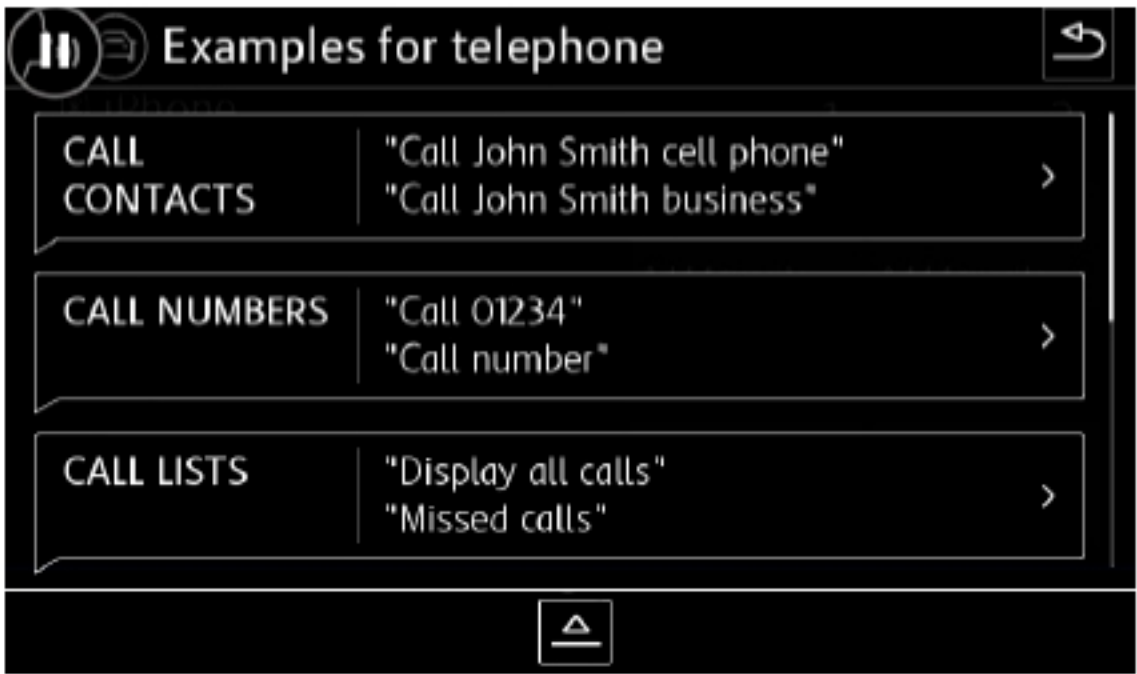 Examples for telephone
CALL
CONTACTS
"Call John Smith cell phone"
"Call John Smith business"
CALL NUMBERS
"Call 01234"
"Call number"
CALL LISTS
"Display all calls"
"Missed calls"